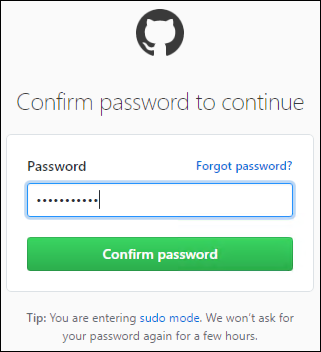 Confirm password to continue
Password Forgot password?
•••••••••••
Confirm password
Tip: You are entering sudo mode. We won't ask for
your password again for a few hours.